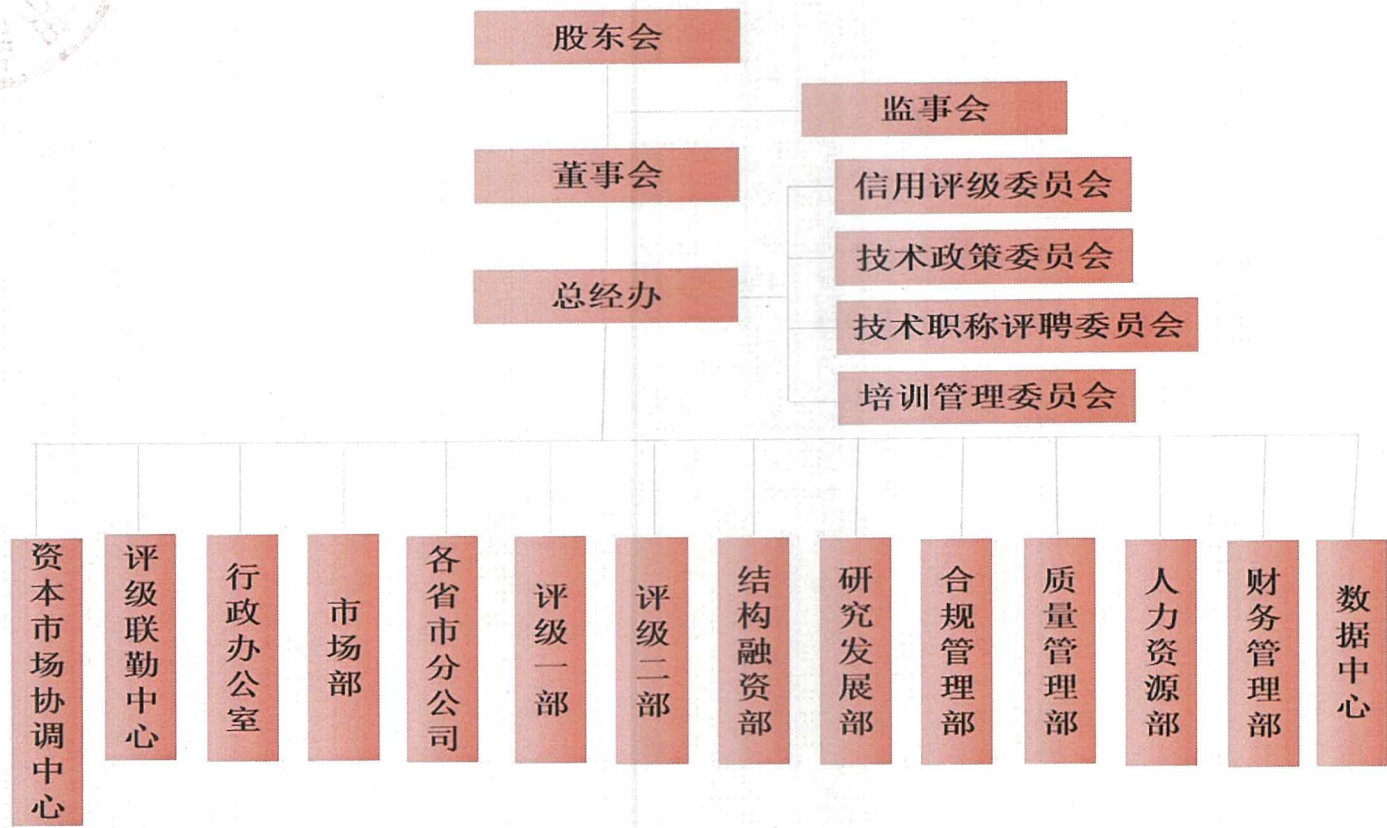 股东会
监事会
董事会
信用评级委员会
技术政策委员会
总经办
技术职称评聘委员会
培训管理委员会
资本市场协调中心
评级联勤中心
行政办公室
市场部
各省市分公司
评级一部
评级二部
结构融资部
研究发展部
合规管理部
质量管理部
人力资源部
财务管理部
数据中心